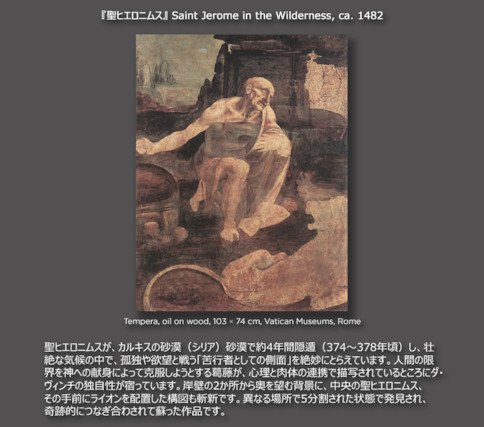 『聖ヒエロニムス』 Saint Jerome in the Wilderness, ca. 1482
Tempera, oil on wood, 103 × 74 cm, Vatican Museums, Rome
聖ヒエロニムスが、カルキスの砂漠（シリア）砂漠で約4年間隠遁（374〜378年頃）し、壮
絶な気候の中で、孤独や欲望と戦う「苦行者としての側面」を絶妙にとらえています。人間の限
界を神への献身によって克服しようとする葛藤が、心理と肉体の連携で描写されているところにダ・
ヴィンチの独自性が宿っています。岸壁の2か所から奥を望む背景に、中央の聖ヒエロニムス、
その手前にライオンを配置した構図も斬新です。異なる場所で5分割された状態で発見され、
奇跡的につなぎ合わされて蘇った作品です。